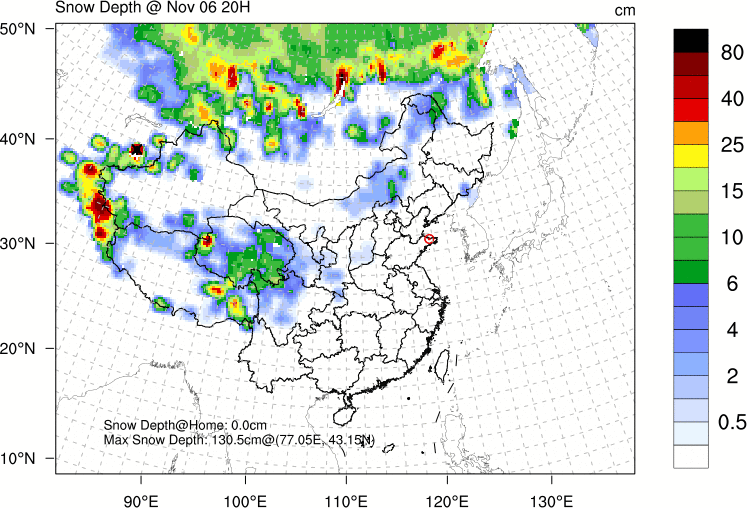 Snow Depth @ Nov 06 20H
cm
50°N
40°N
30°N
20°N
10°N
Snow Depth@Home: 0.0cm
Max Snow Depth: 130.5cm@(77.05E, 43.15N)
90°E 100°E 110°E 120°E 130°E
80
40
25
15
10
6
4
2
0.5